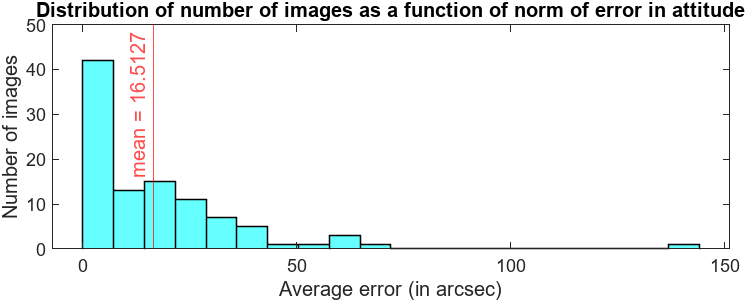 Distribution of number of images as a function of norm of error in attitude
50
40
30
20
10
0
Number of images
mean = 16.5127
0
50
100
150
Average error (in arcsec)